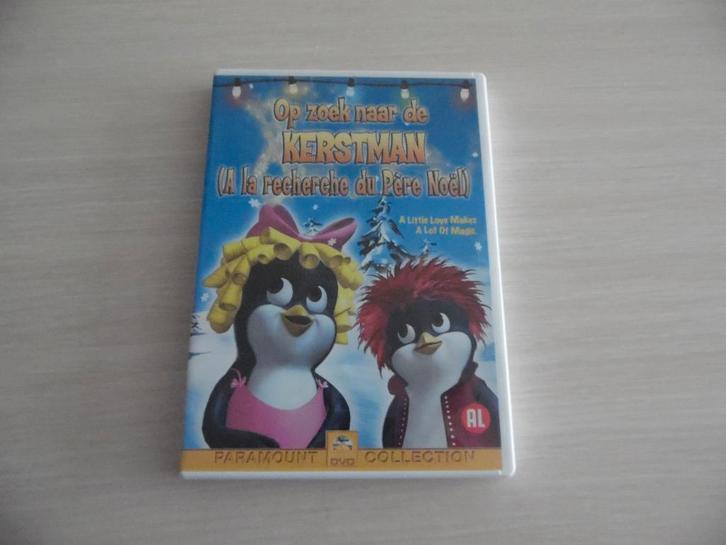 Op zoek naar de
KERSTMAN
(A la recherche du Père Noël)
A Little Love Makes
A Lot Of Magic.
AL
PARAMOUNT DVD COLLECTION